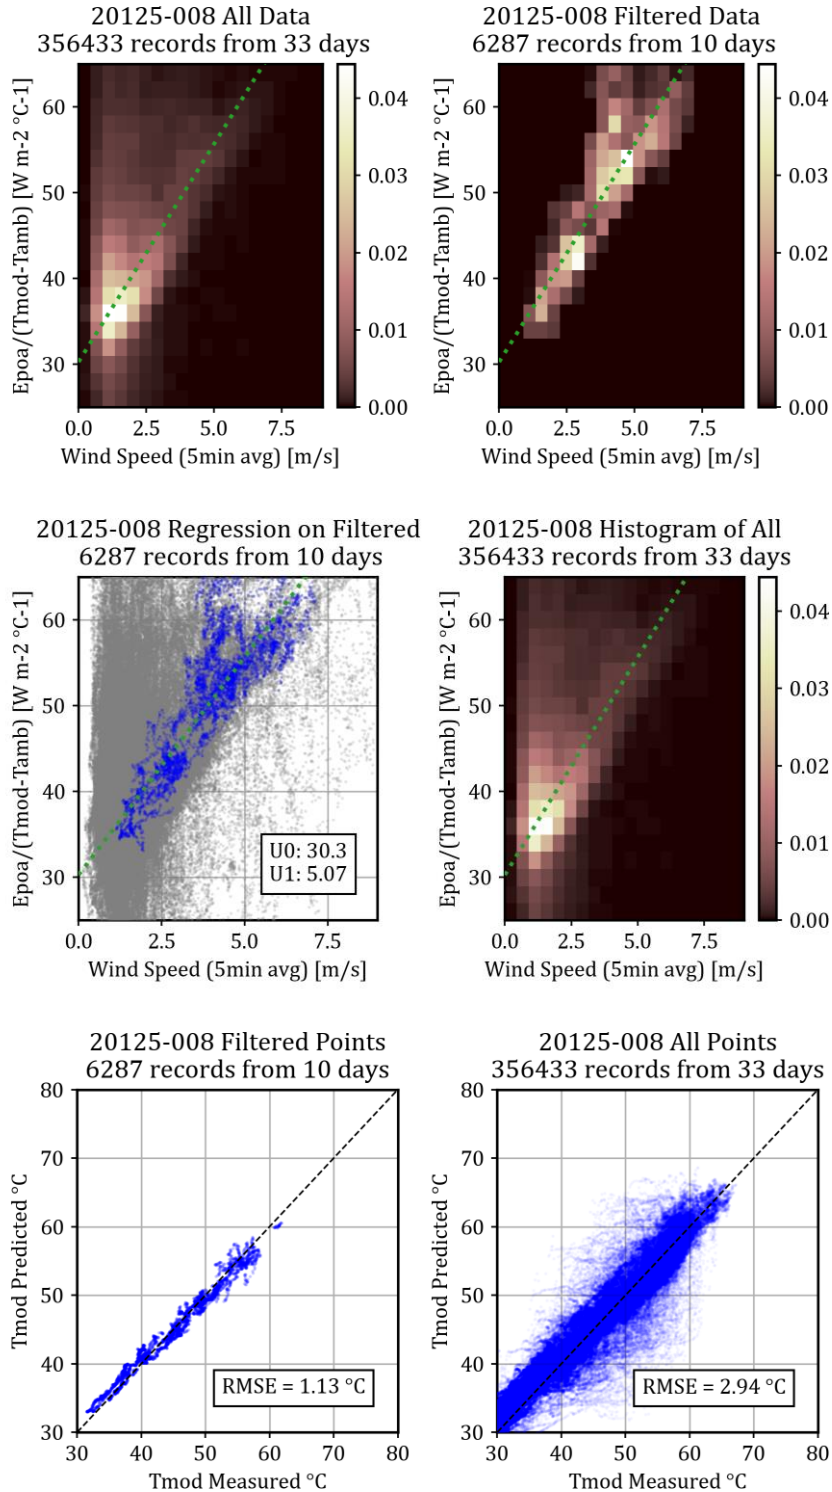 20125-008 All Data
356433 records from 33 days
Epoa/(Tmod-Tamb) [W m-2 °C-1]
60
50
40
30
0.0 2.5 5.0 7.5
Wind Speed (5min avg) [m/s]
0.04
0.03
0.02
0.01
0.00
20125-008 Filtered Data
6287 records from 10 days
Epoa/(Tmod-Tamb) [W m-2 °C-1]
60
50
40
30
0.0 2.5 5.0 7.5
Wind Speed (5min avg) [m/s]
0.04
0.03
0.02
0.01
0.00
20125-008 Regression on Filtered
6287 records from 10 days
Epoa/(Tmod-Tamb) [W m-2 °C-1]
60
50
40
30
U0: 30.3
U1: 5.07
0.0 2.5 5.0 7.5
Wind Speed (5min avg) [m/s]
20125-008 Histogram of All
356433 records from 33 days
Epoa/(Tmod-Tamb) [W m-2 °C-1]
60
50
40
30
0.0 2.5 5.0 7.5
Wind Speed (5min avg) [m/s]
0.04
0.03
0.02
0.01
0.00
20125-008 Filtered Points
6287 records from 10 days
Tmod Predicted °C
80
70
60
50
40
30
RMSE = 1.13 °C
30 40 50 60 70 80
Tmod Measured °C
20125-008 All Points
356433 records from 33 days
Tmod Predicted °C
80
70
60
50
40
30
RMSE = 2.94 °C
30 40 50 60 70 80
Tmod Measured °C